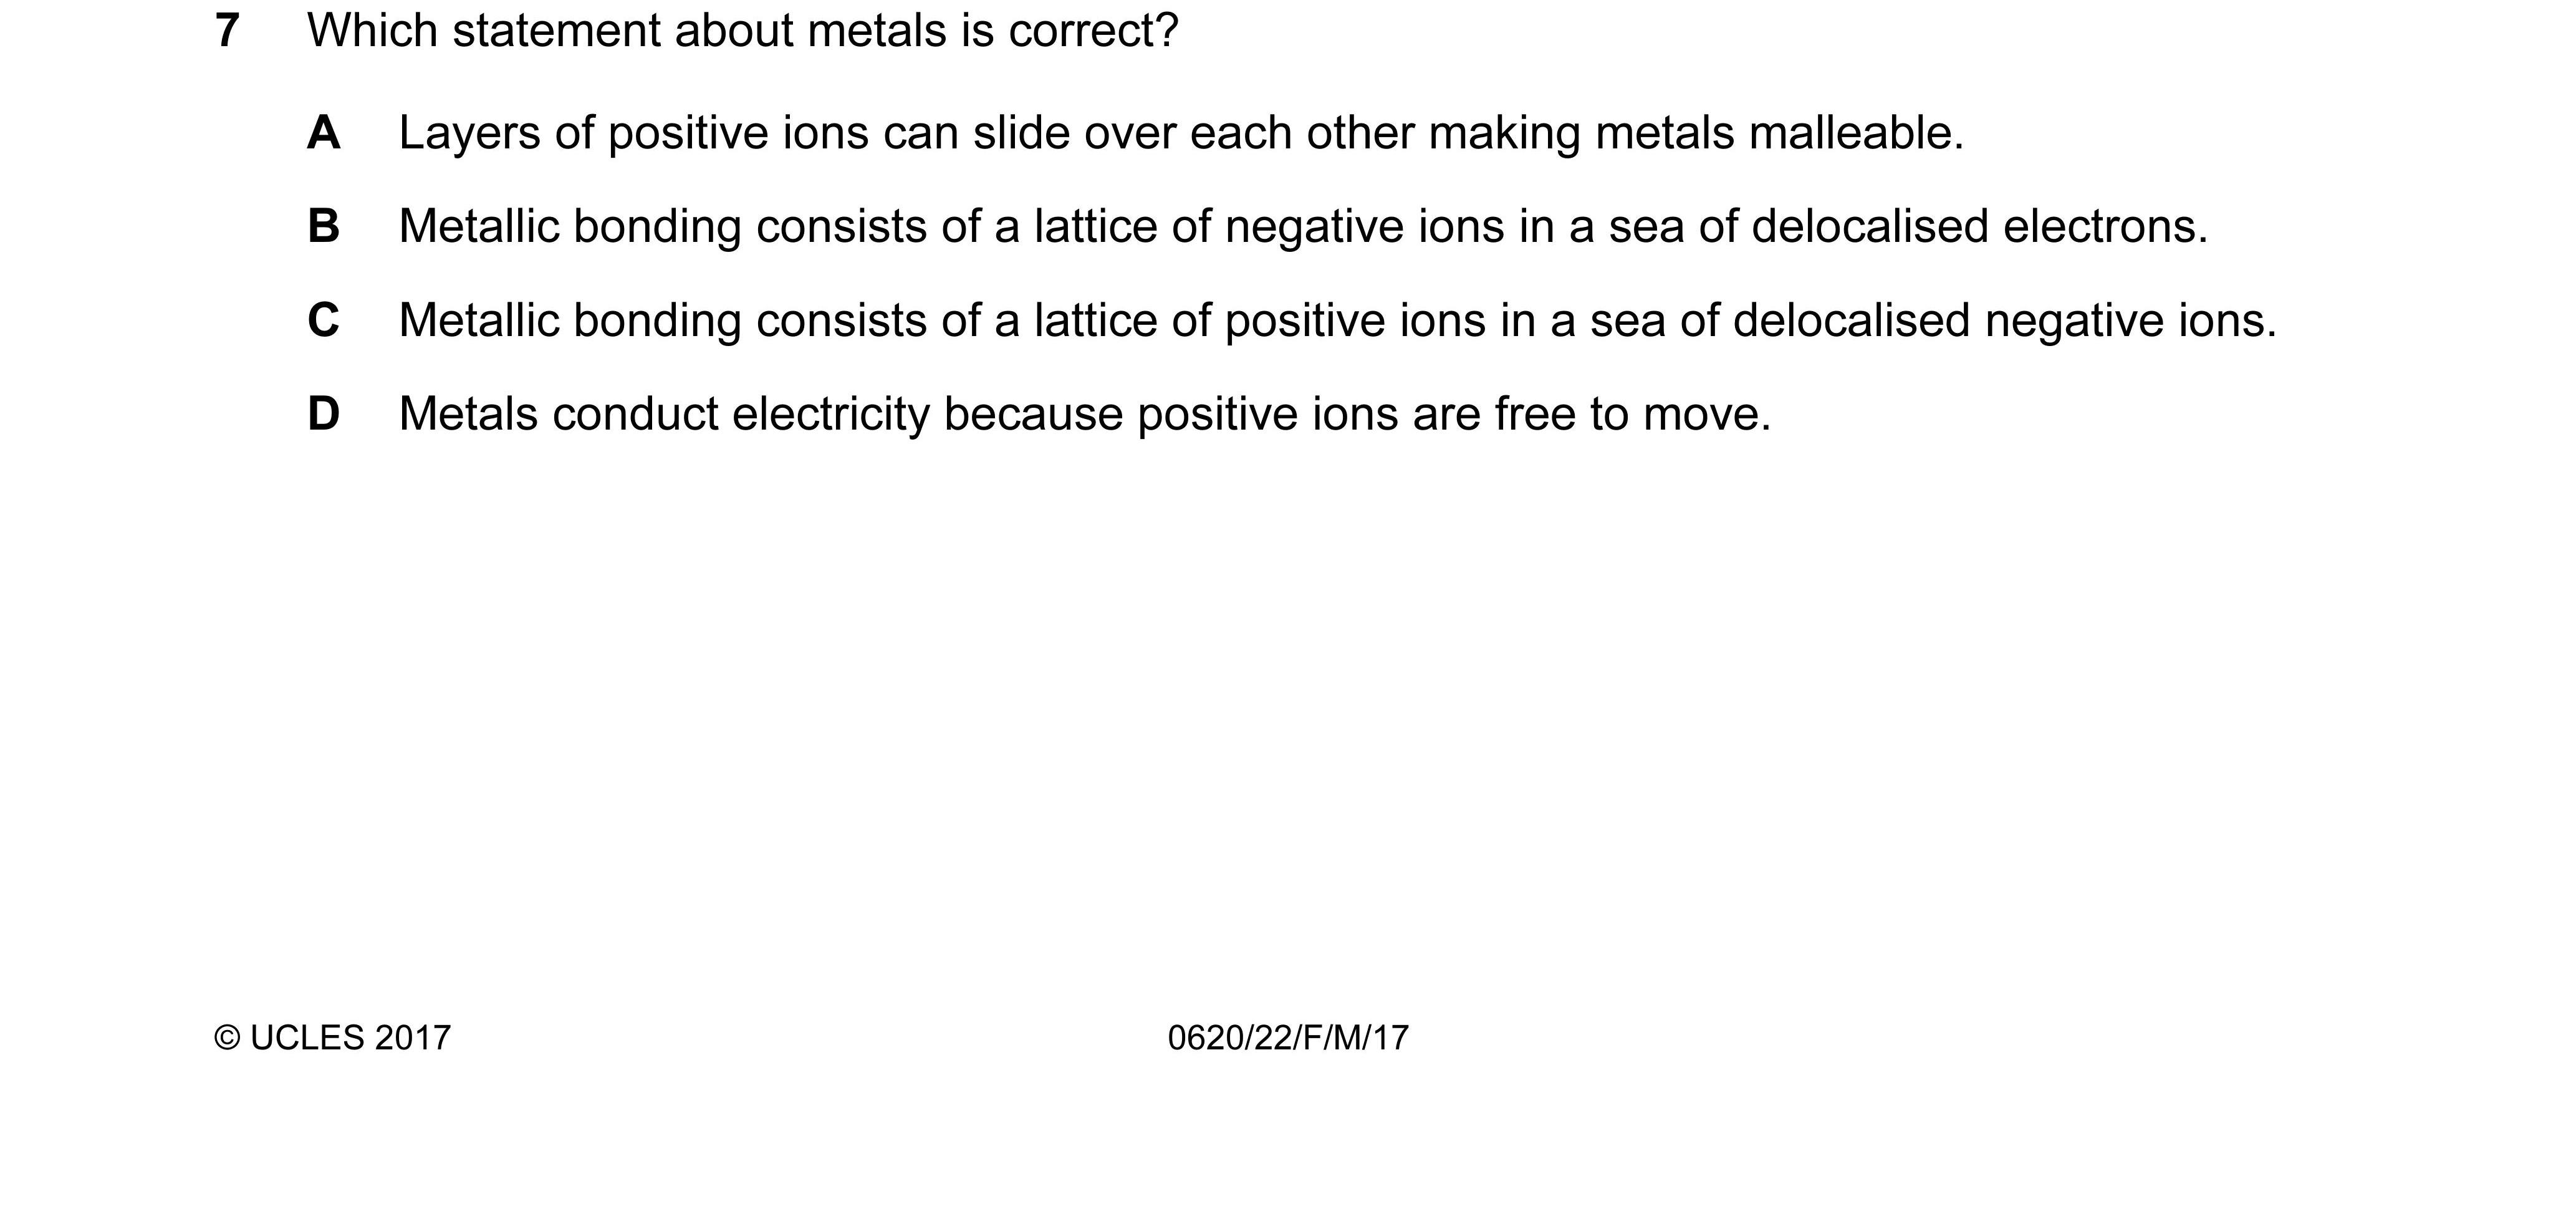 7 Which statement about metals is correct?
A Layers of positive ions can slide over each other making metals malleable.
B Metallic bonding consists of a lattice of negative ions in a sea of delocalised electrons.
C Metallic bonding consists of a lattice of positive ions in a sea of delocalised negative ions.
D Metals conduct electricity because positive ions are free to move.
© UCLES 2017 0620/22/F/M/17